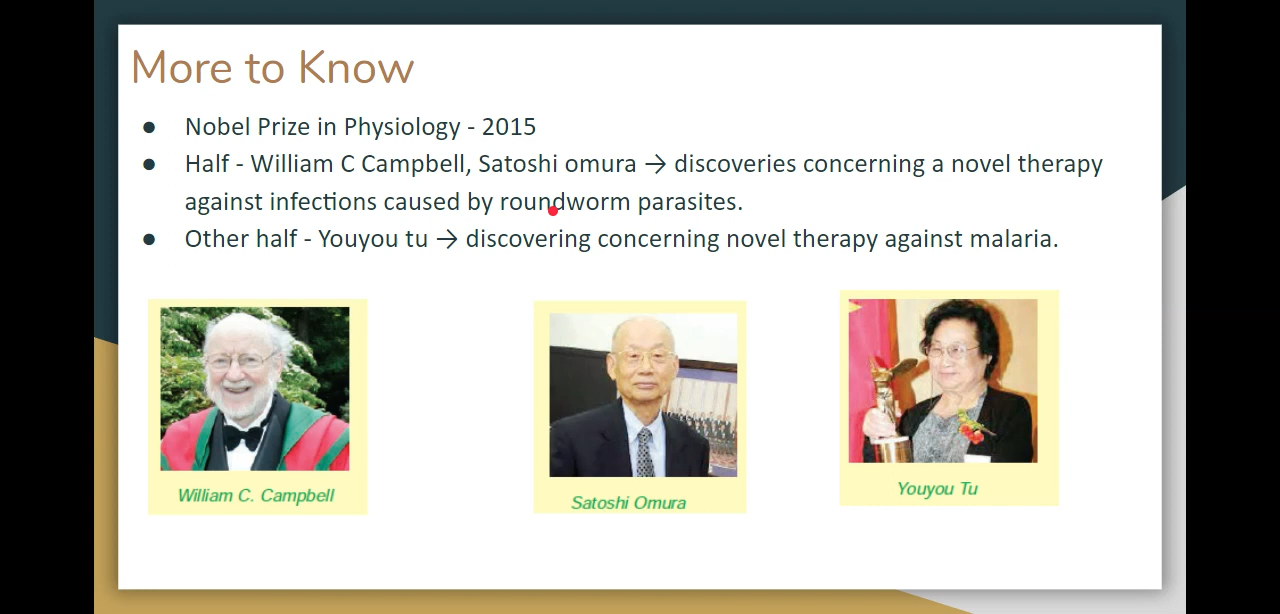 More to Know
● Nobel Prize in Physiology - 2015
● Half - William C Campbell, Satoshi omura → discoveries concerning a novel therapy
against infections caused by roundworm parasites.
● Other half - Youyou tu → discovering concerning novel therapy against malaria.
William C. Campbell
Satoshi Omura
Youyou Tu